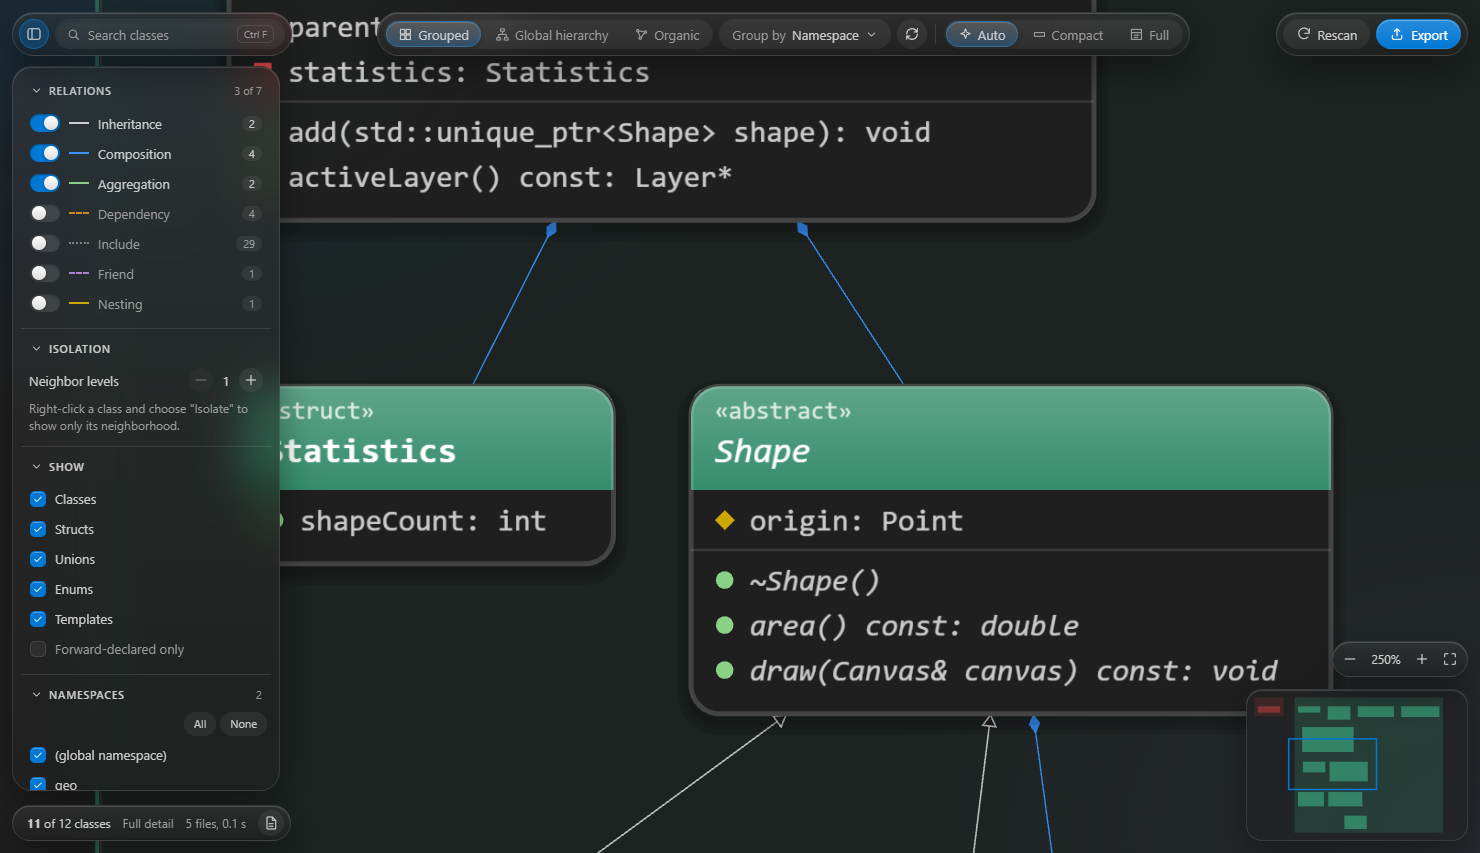 Search classes
Ctrl F
Grouped
Global hierarchy
Organic
Group by Namespace
Auto
Compact
Full
Rescan
Export
RELATIONS
3 of 7
Inheritance
2
Composition
4
Aggregation
2
Dependency
4
Include
29
Friend
1
Nesting
1
ISOLATION
Neighbor levels
1
Right-click a class and choose "Isolate" to
show only its neighborhood.
SHOW
Classes
Structs
Unions
Enums
Templates
Forward-declared only
NAMESPACES
2
All
None
(global namespace)
geo
11 of 12 classes
Full detail
5 files, 0.1 s
parent
statistics: Statistics
add(std::unique_ptr<Shape> shape): void
activeLayer() const: Layer*
struct»
Statistics
shapeCount: int
«abstract»
Shape
origin: Point
~Shape()
area() const: double
draw(Canvas& canvas) const: void
250%